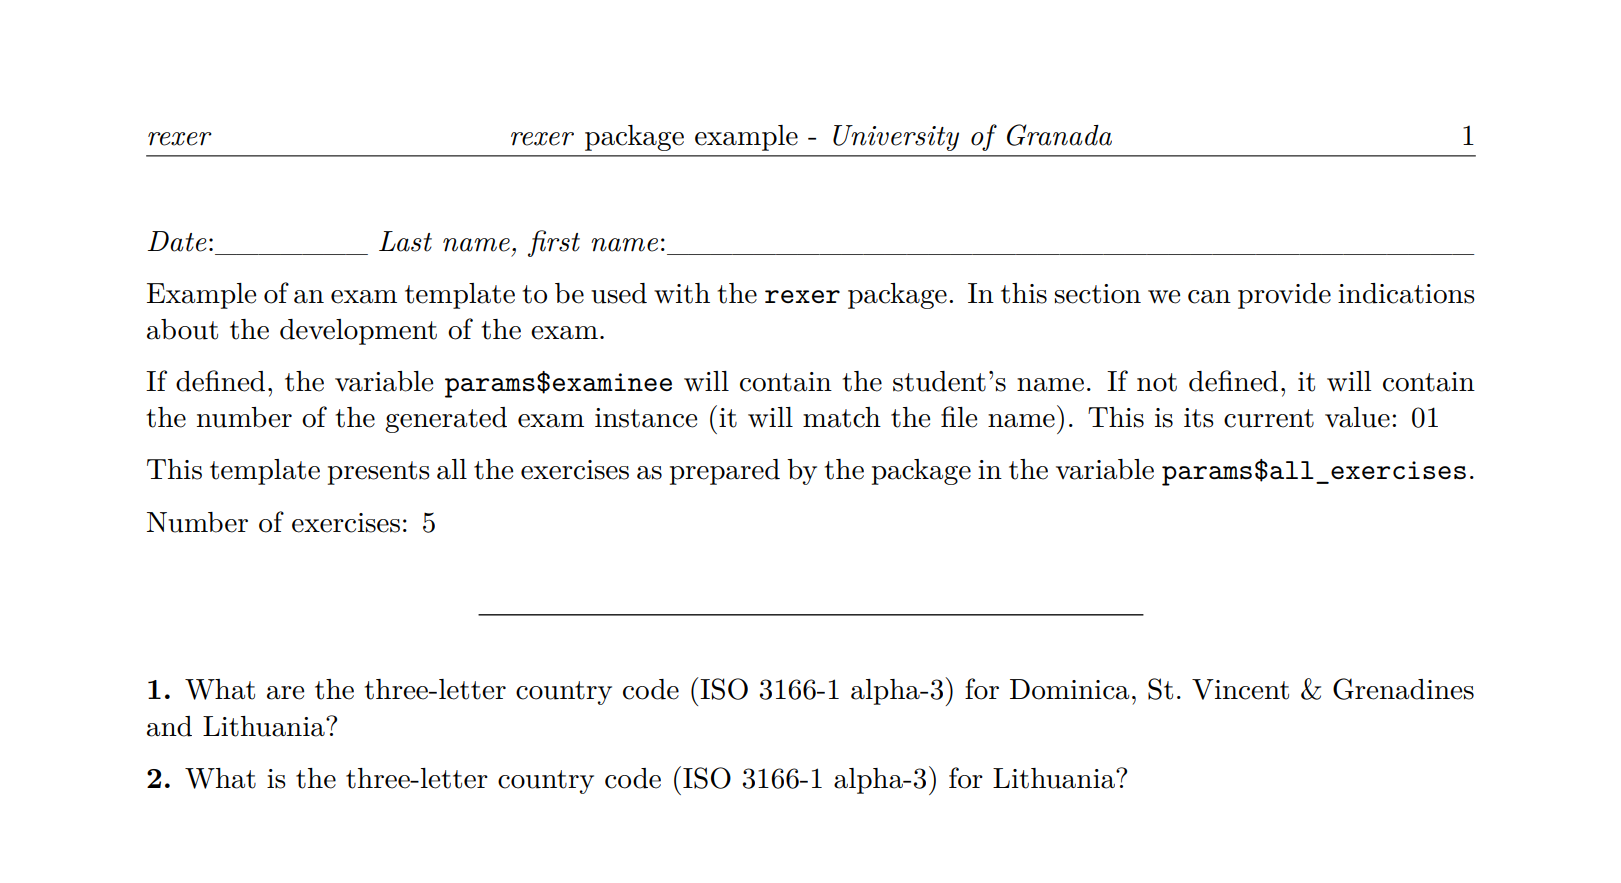 rexer rexer package example - University of Granada 1
Date:___________ Last name, first name:___________________________________________________________
Example of an exam template to be used with the rexer package. In this section we can provide indications
about the development of the exam.
If defined, the variable params$examinee will contain the student's name. If not defined, it will contain
the number of the generated exam instance (it will match the file name). This is its current value: 01
This template presents all the exercises as prepared by the package in the variable params$all_exercises.
Number of exercises: 5
1. What are the three-letter country code (ISO 3166-1 alpha-3) for Dominica, St. Vincent & Grenadines
and Lithuania?
2. What is the three-letter country code (ISO 3166-1 alpha-3) for Lithuania?